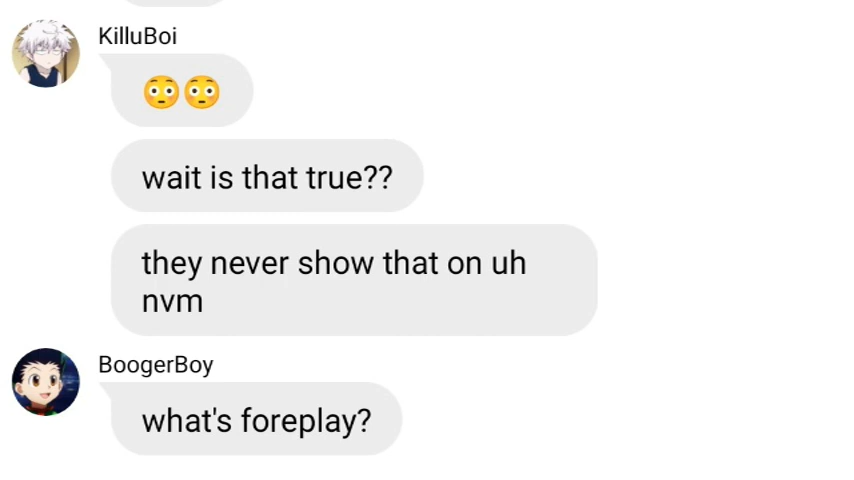 KilluBoi
😳😳
wait is that true??
they never show that on uh
nvm
BoogerBoy
what's foreplay?